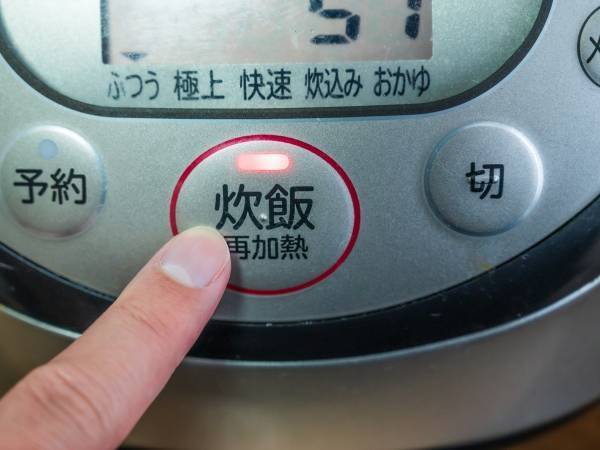 51
ふつう 極上 快速 炊込み おかゆ
予約 炊飯 切
再加熱